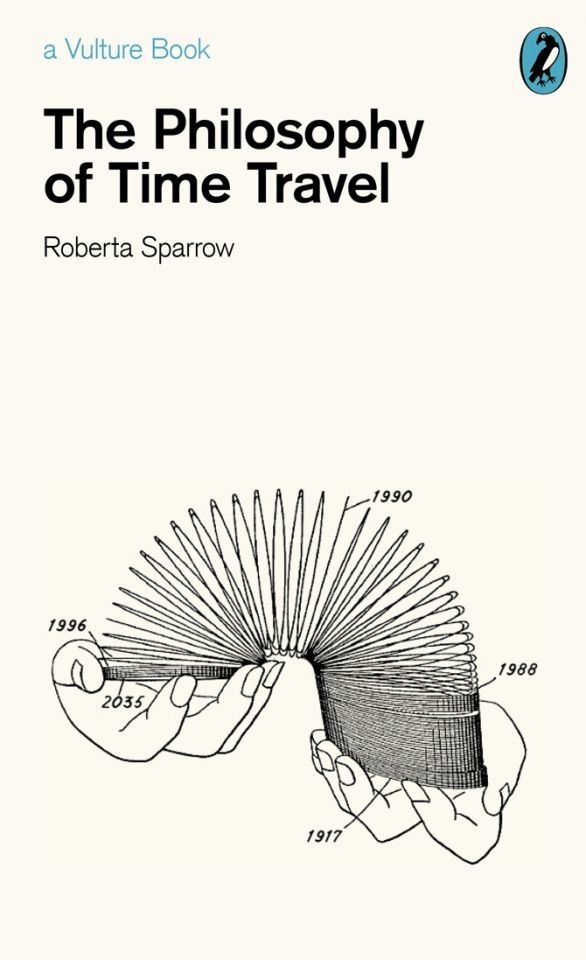 a Vulture Book
The Philosophy
of Time Travel
Roberta Sparrow
1990
1996
1988
2035
1917